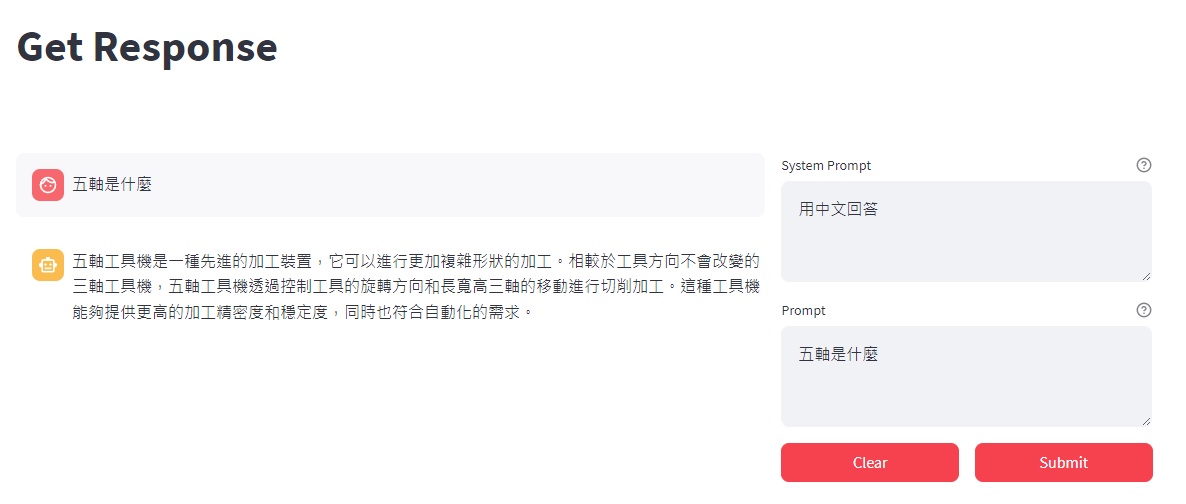 Get Response
五軸是什麼
五軸工具機是一種先進的加工裝置，它可以進行更加複雜形狀的加工。相較於工具方向不會改變的
三軸工具機，五軸工具機透過控制工具的旋轉方向和長寬高三軸的移動進行切削加工。這種工具機
能夠提供更高的加工精密度和穩定度，同時也符合自動化的需求。
System Prompt
用中文回答
Prompt
五軸是什麼
Clear
Submit